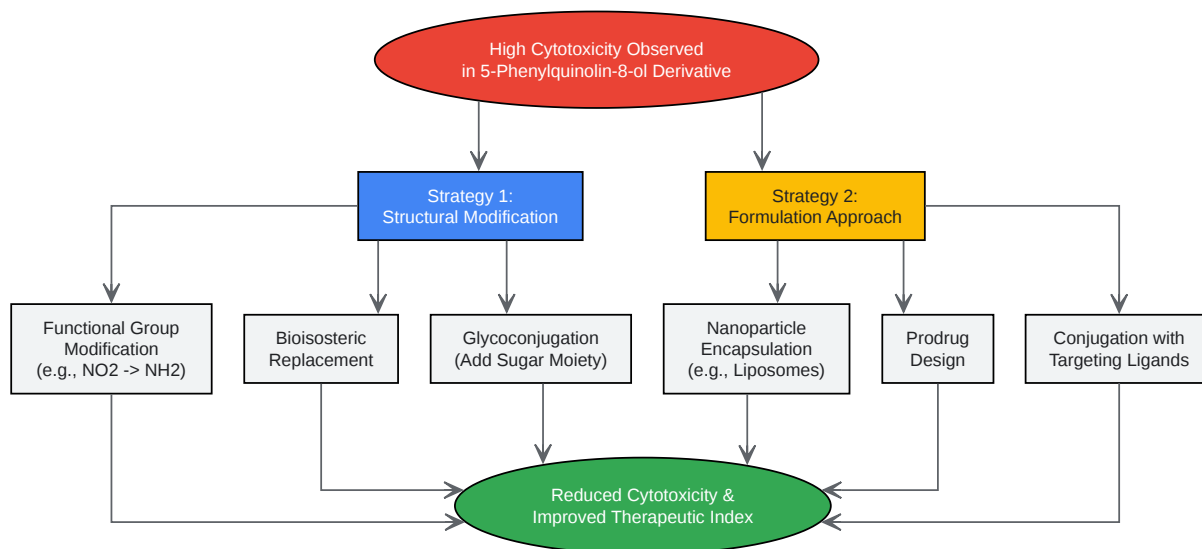 High Cytotoxicity Observed
in 5-Phenylquinolin-8-ol Derivative
Strategy 1:
Structural Modification
Strategy 2:
Formulation Approach
Functional Group
Modification
(e.g., NO2 -> NH2)
Bioisosteric
Replacement
Glycoconjugation
(Add Sugar Moiety)
Nanoparticle
Encapsulation
(e.g., Liposomes)
Prodrug
Design
Conjugation with
Targeting Ligands
Reduced Cytotoxicity &
Improved Therapeutic Index